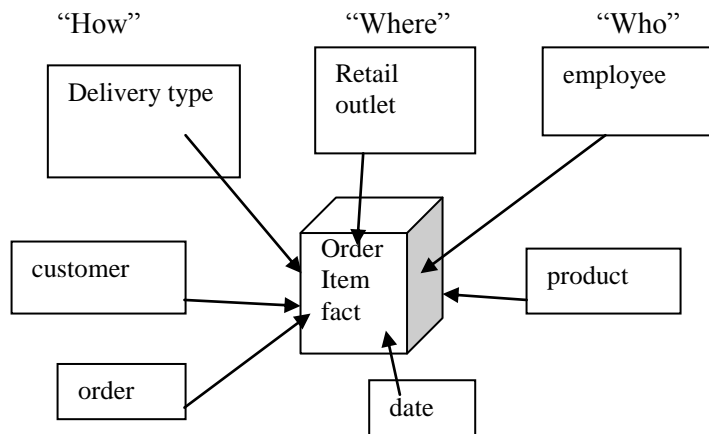 “How”
“Where”
“Who”
Delivery type
Retail
outlet
employee
customer
Order
Item
fact
product
order
date